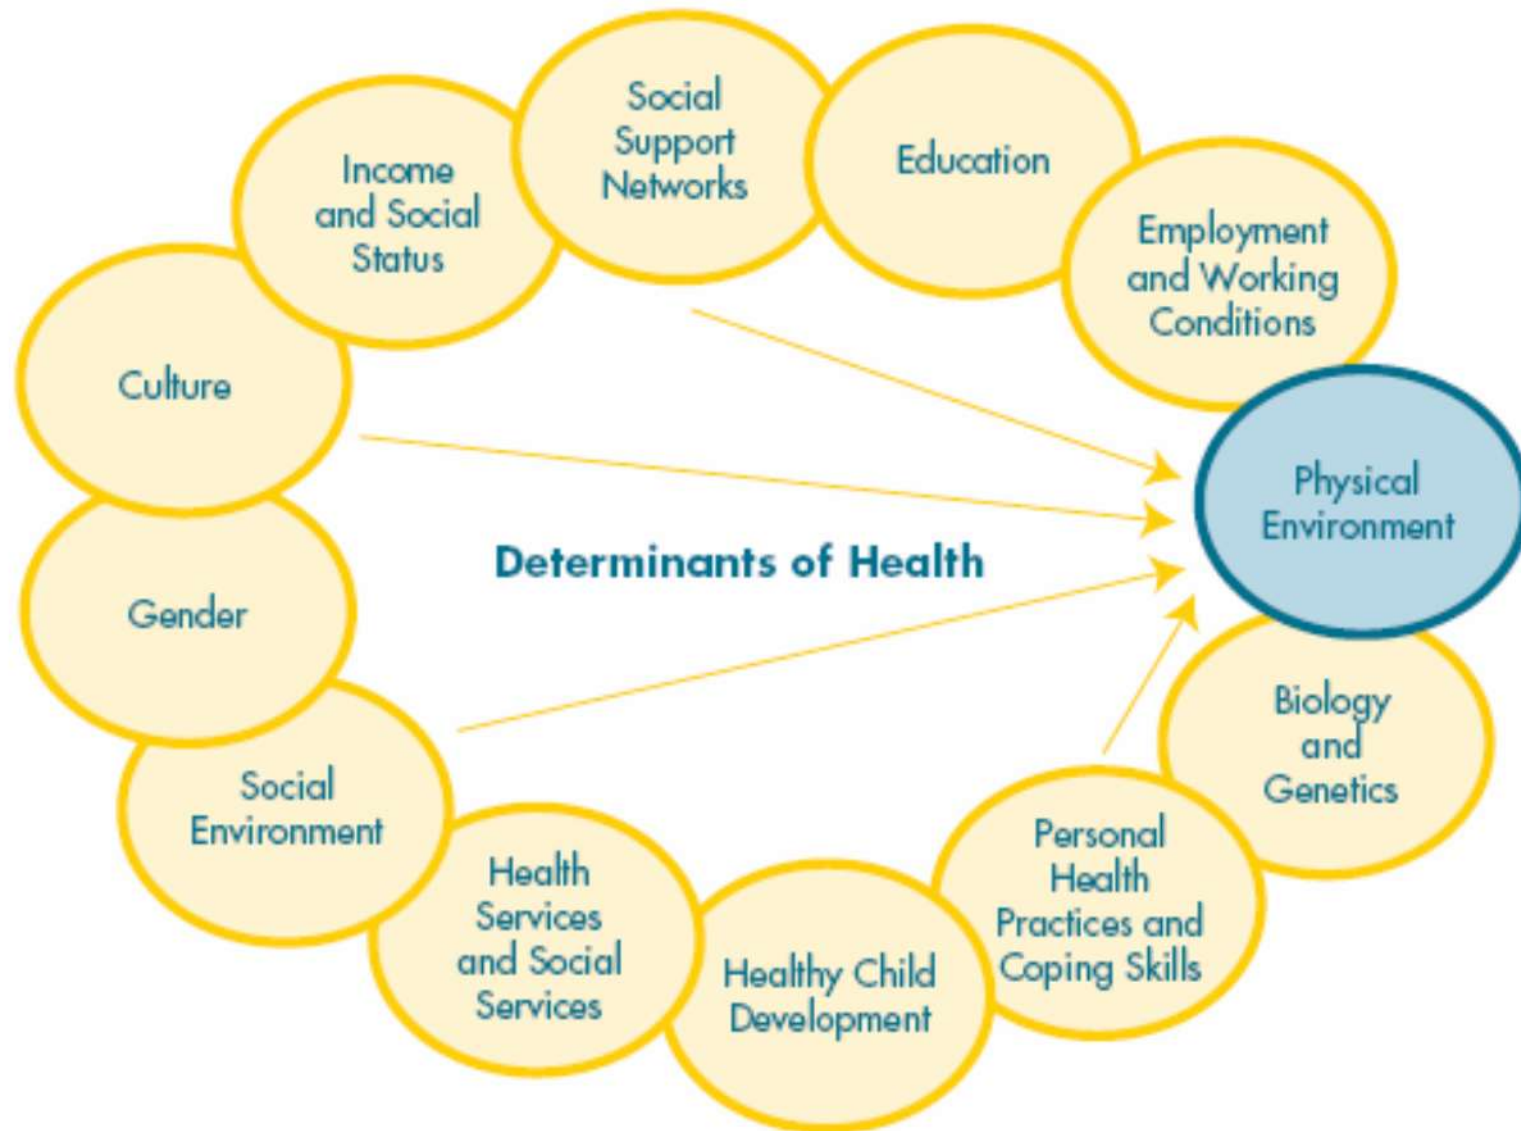 Social
Support
Networks
Education
Income
and Social
Status
Employment
and Working
Conditions
Culture
Physical
Environment
Determinants of Health
Gender
Biology
and
Genetics
Social
Environment
Personal
Health
Practices and
Coping Skills
Health
Services
and Social
Services
Healthy Child
Development